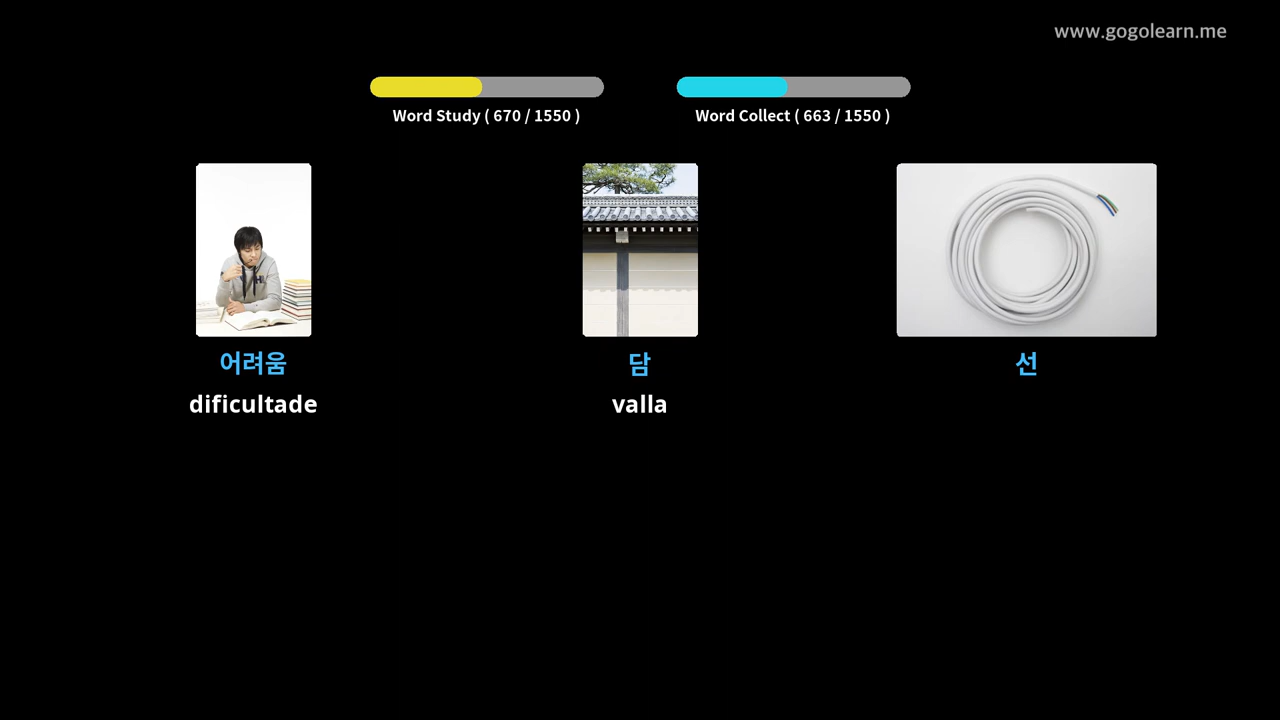 www.gogolearn.me
Word Study ( 670 / 1550 )
Word Collect ( 663 / 1550 )
어려움
담
선
dificultade
valla